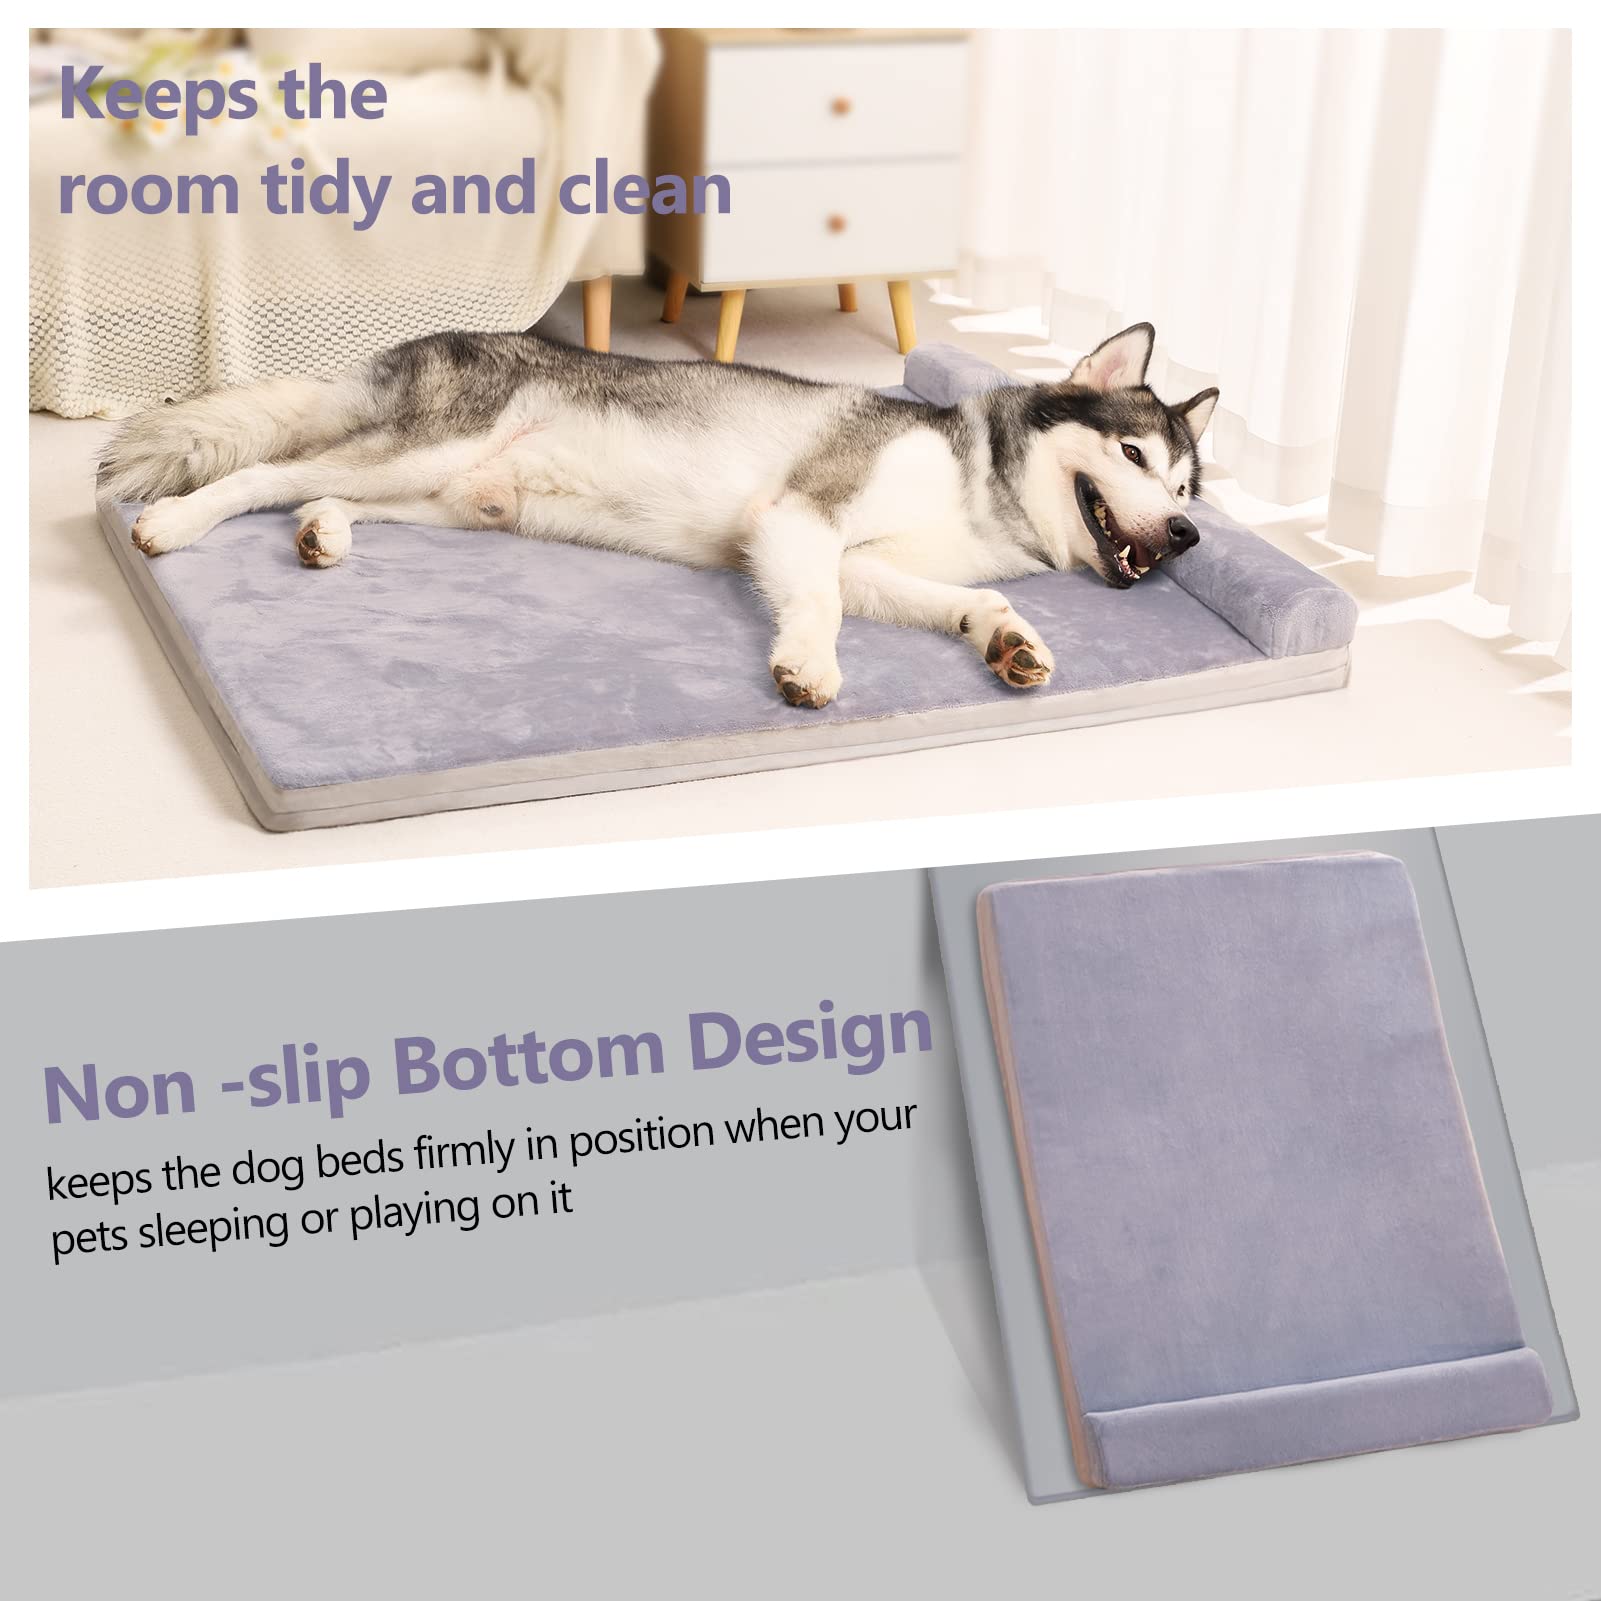 Keeps the
room tidy and clean
Non -slip Bottom Design
keeps the dog beds firmly in position when your
pets sleeping or playing on it